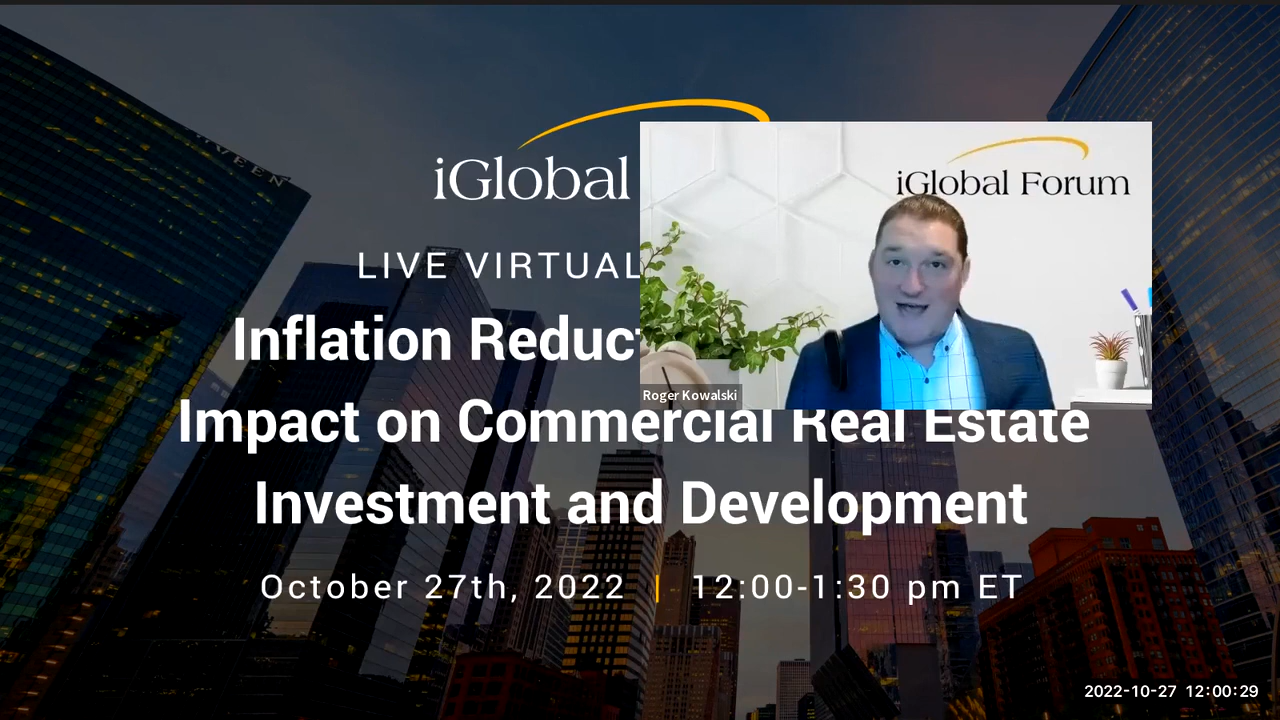 iGlobal
iGlobal Forum
LIVE VIRTUAL
Inflation Reduct
Roger Kowalski
Impact on Commercial Real Estate
Investment and Development
October 27th, 2022 | 12:00-1:30 pm ET
2022-10-27 12:00:29